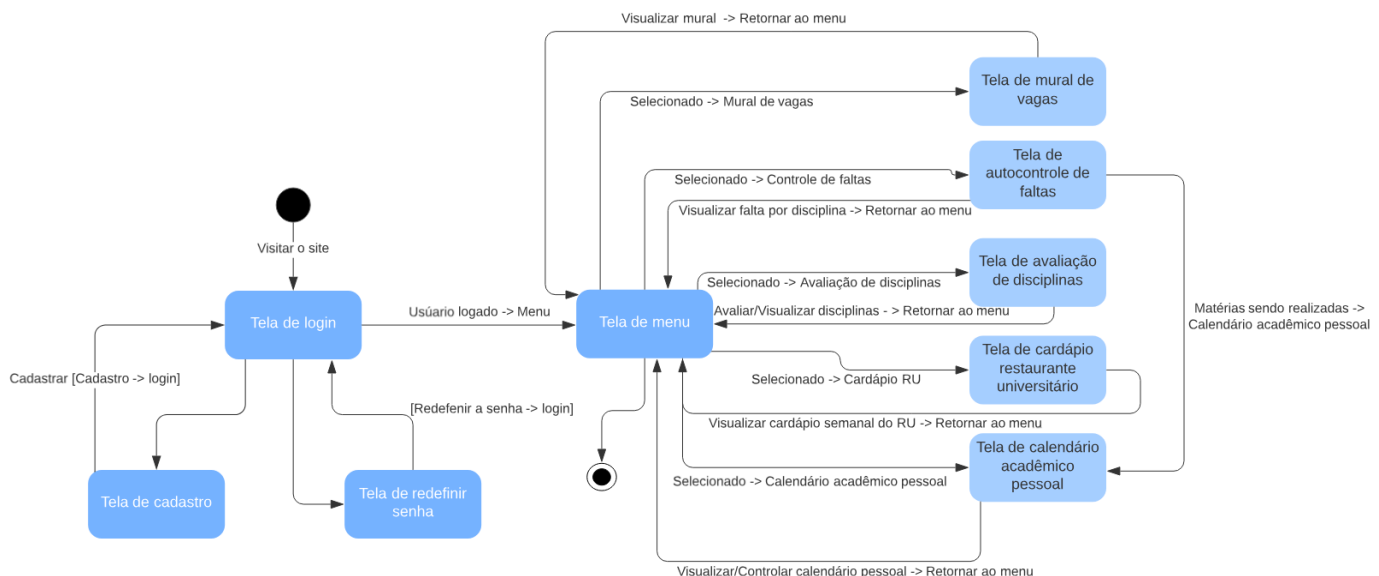 Visualizar mural -> Retornar ao menu
Tela de mural de
vagas
Selecionado -> Mural de vagas
Tela de
autocontrole de
faltas
Selecionado -> Controle de faltas
Visualizar falta por disciplina -> Retornar ao menu
Visitar o site
Tela de avaliação
de disciplinas
Selecionado -> Avaliação de disciplinas
Avaliar/Visualizar disciplinas - > Retornar ao menu
Matérias sendo realizadas ->
Calendário acadêmico pessoal
Tela de login
Usúario logado -> Menu
Tela de menu
Tela de cardápio
restaurante
universitário
Selecionado -> Cardápio RU
Cadastrar [Cadastro -> login]
[Redefenir a senha -> login]
Visualizar cardápio semanal do RU -> Retornar ao menu
Tela de calendário
acadêmico
pessoal
Selecionado -> Calendário acadêmico pessoal
Tela de cadastro
Tela de redefinir
senha
Visualizar/Controlar calendário pessoal -> Retornar ao menu